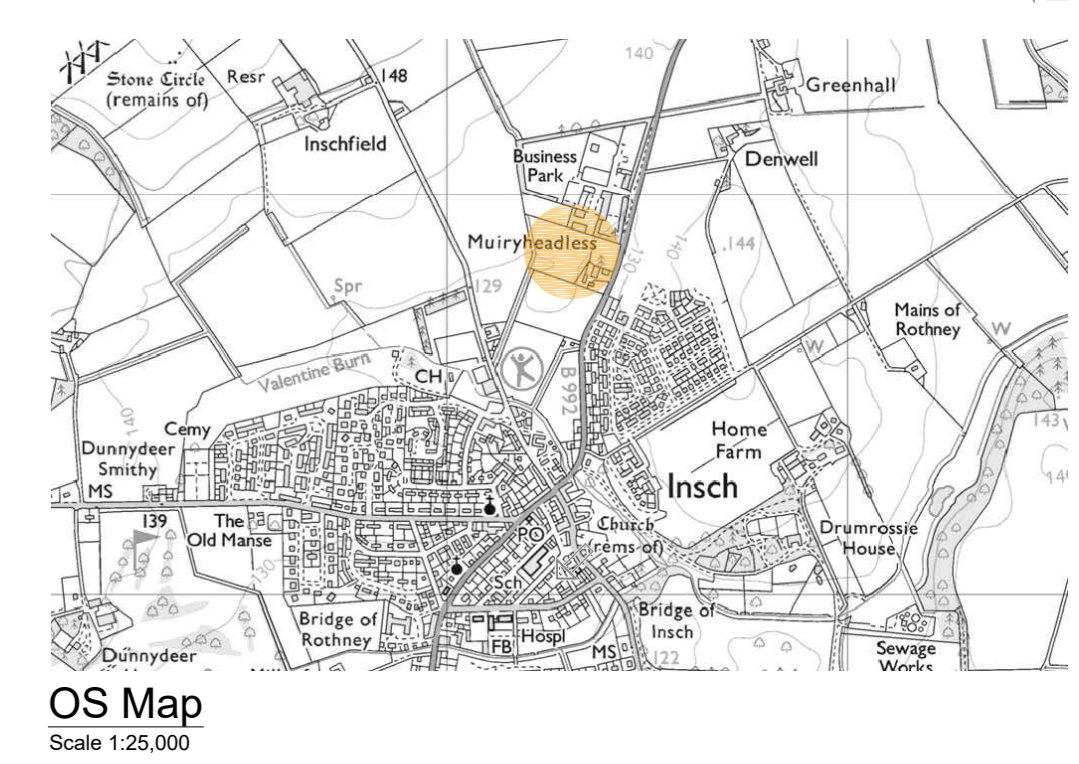 140
Stone Circle
(remains of)
Resr
148
Greenhall
Inschfield
Business
Park
Denwell
Muiryheadless
130
140
.144
Spr
129
Mains of
Rothney
W
W
Valentine Burn
CH
B 992
140
Cemy
Dunnydeer
Smithy
MS
Home
Farm
143
Insch
139
The
Old Manse
PO
Church
(rems of)
Drumrossie
House
130
Sch
Bridge of
Rothney
Hospl
FB
MS
Bridge of
Insch
122
Sewage
Works
Dunnydeer
OS Map
Scale 1:25,000